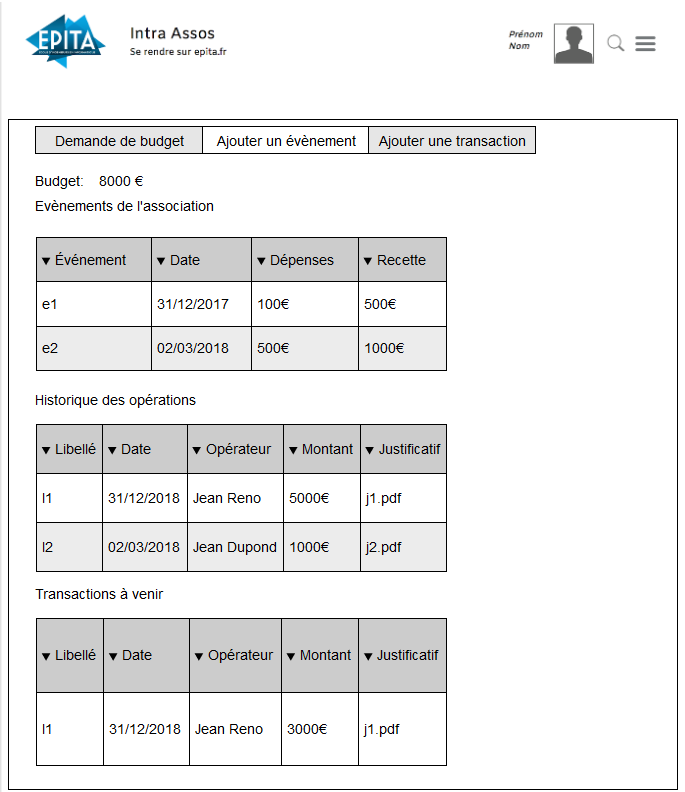 EPITA
Intra Assos
Se rendre sur epita.fr
Prénom
Nom
Demande de budget Ajouter un évènement Ajouter une transaction
Budget: 8000 €
Evènements de l'association
▼ Événement ▼ Date ▼ Dépenses ▼ Recette
e1 31/12/2017 100€ 500€
e2 02/03/2018 500€ 1000€
Historique des opérations
▼ Libellé ▼ Date ▼ Opérateur ▼ Montant ▼ Justificatif
l1 31/12/2018 Jean Reno 5000€ j1.pdf
l2 02/03/2018 Jean Dupond 1000€ j2.pdf
Transactions à venir
▼ Libellé ▼ Date ▼ Opérateur ▼ Montant ▼ Justificatif
l1 31/12/2018 Jean Reno 3000€ j1.pdf